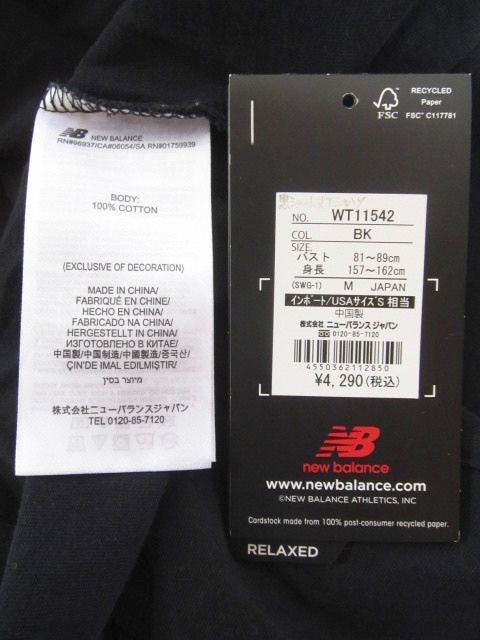 NB NEW BALANCE
RN#96937/CA#06054/SA RN#01759939
BODY:
100% COTTON
(EXCLUSIVE OF DECORATION)
MADE IN CHINA/
FABRIQUÉ EN CHINE/
HECHO EN CHINA/
FABRICADO NA CHINA/
HERGESTELLT IN CHINA/
ИЗГОТОВЛЕНО В КИТАЕ/
中国製/中国制造/中國製造/중국산/
ÇIN'DE IMAL EDILMIŞTIR/
מיוצר בסין
株式会社ニューバランスジャパン
TEL 0120-85-7120
FSC
RECYCLED
Paper
FSC® C117781
NO. WT11542
COL. BK
SIZE.
バスト 81～89cm
身長 157～162cm
(SWG-1) M JAPAN
インポート/USAサイズ S 相当
中国製
株式会社 ニューバランス ジャパン
0120-85-7120
4550362112850
¥4,290(税込)
NB
new balance
www.newbalance.com
©NEW BALANCE ATHLETICS, INC
Cardstock made from 100% post-consumer recycled paper.
RELAXED